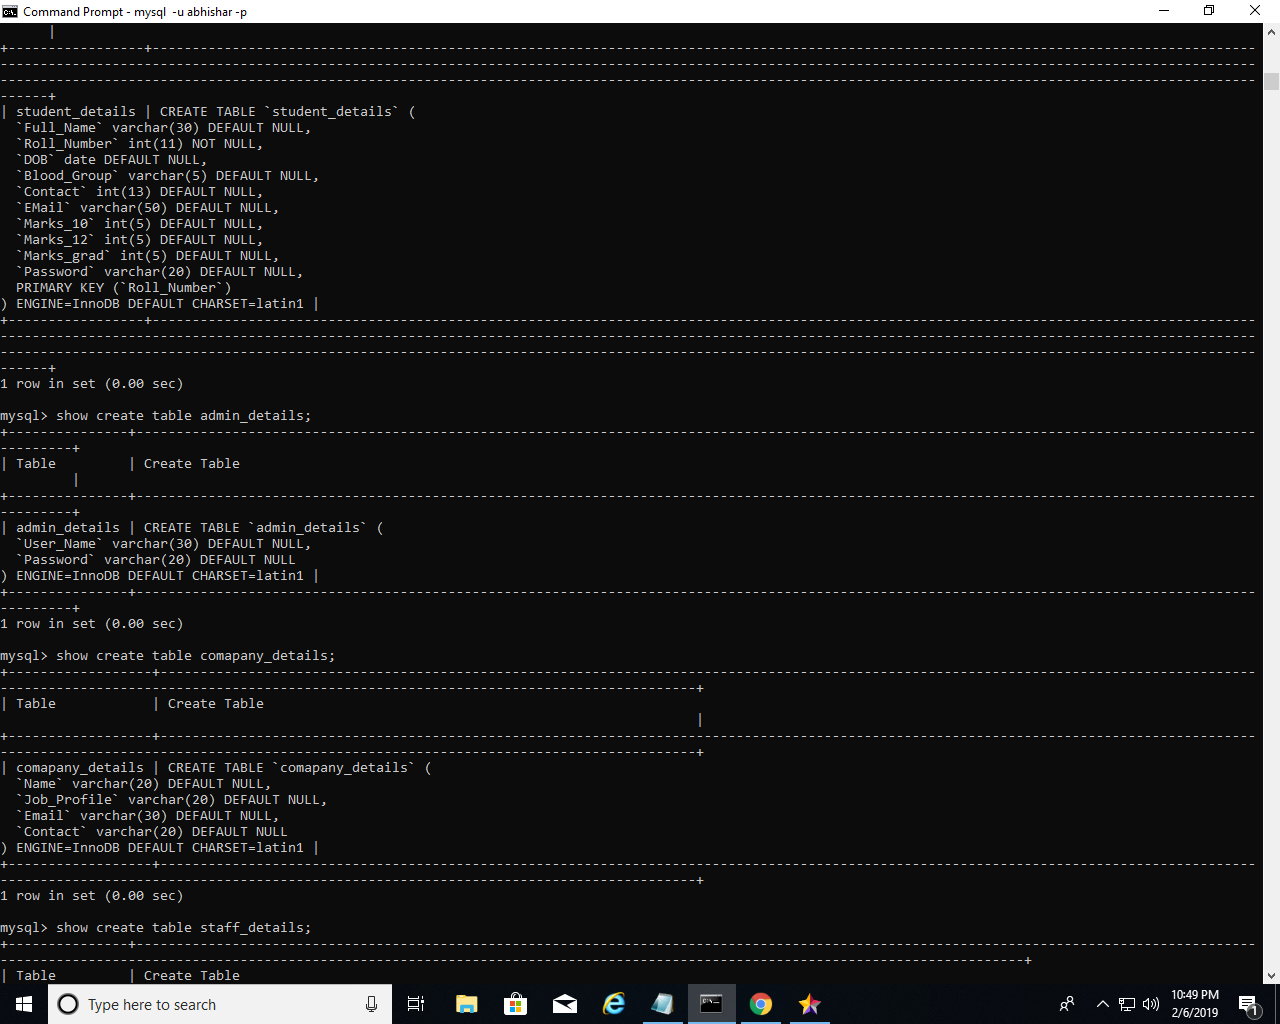 Command Prompt - mysql  -u abhishar -p
      |
+-----------------+------------------------------------------------------------------------------------------------------------------------------------------
-------------------------------------------------------------------------------------------------------------------------------------------------------------
-------------------------------------------------------------------------------------------------------------------------------------------------------------
------+
| student_details | CREATE TABLE `student_details` (
  `Full_Name` varchar(30) DEFAULT NULL,
  `Roll_Number` int(11) NOT NULL,
  `DOB` date DEFAULT NULL,
  `Blood_Group` varchar(5) DEFAULT NULL,
  `Contact` int(13) DEFAULT NULL,
  `EMail` varchar(50) DEFAULT NULL,
  `Marks_10` int(5) DEFAULT NULL,
  `Marks_12` int(5) DEFAULT NULL,
  `Marks_grad` int(5) DEFAULT NULL,
  `Password` varchar(20) DEFAULT NULL,
  PRIMARY KEY (`Roll_Number`)
) ENGINE=InnoDB DEFAULT CHARSET=latin1 |
+-----------------+------------------------------------------------------------------------------------------------------------------------------------------
-------------------------------------------------------------------------------------------------------------------------------------------------------------
-------------------------------------------------------------------------------------------------------------------------------------------------------------
------+
1 row in set (0.00 sec)
mysql> show create table admin_details;
+---------------+--------------------------------------------------------------------------------------------------------------------------------------------
---------+
| Table         | Create Table
         |
+---------------+--------------------------------------------------------------------------------------------------------------------------------------------
---------+
| admin_details | CREATE TABLE `admin_details` (
  `User_Name` varchar(30) DEFAULT NULL,
  `Password` varchar(20) DEFAULT NULL
) ENGINE=InnoDB DEFAULT CHARSET=latin1 |
+---------------+--------------------------------------------------------------------------------------------------------------------------------------------
---------+
1 row in set (0.00 sec)
mysql> show create table comapany_details;
+------------------+-----------------------------------------------------------------------------------------------------------------------------------------
---------------------------------------------------------------------------------------+
| Table            | Create Table
                                                                                       |
+------------------+-----------------------------------------------------------------------------------------------------------------------------------------
---------------------------------------------------------------------------------------+
| comapany_details | CREATE TABLE `comapany_details` (
  `Name` varchar(20) DEFAULT NULL,
  `Job_Profile` varchar(20) DEFAULT NULL,
  `Email` varchar(30) DEFAULT NULL,
  `Contact` varchar(20) DEFAULT NULL
) ENGINE=InnoDB DEFAULT CHARSET=latin1 |
+------------------+-----------------------------------------------------------------------------------------------------------------------------------------
---------------------------------------------------------------------------------------+
1 row in set (0.00 sec)
mysql> show create table staff_details;
+---------------+--------------------------------------------------------------------------------------------------------------------------------------------
--------------------------------------------------------------------------------------------------------------------------------+
| Table         | Create Table
Type here to search
10:49 PM
2/6/2019
1